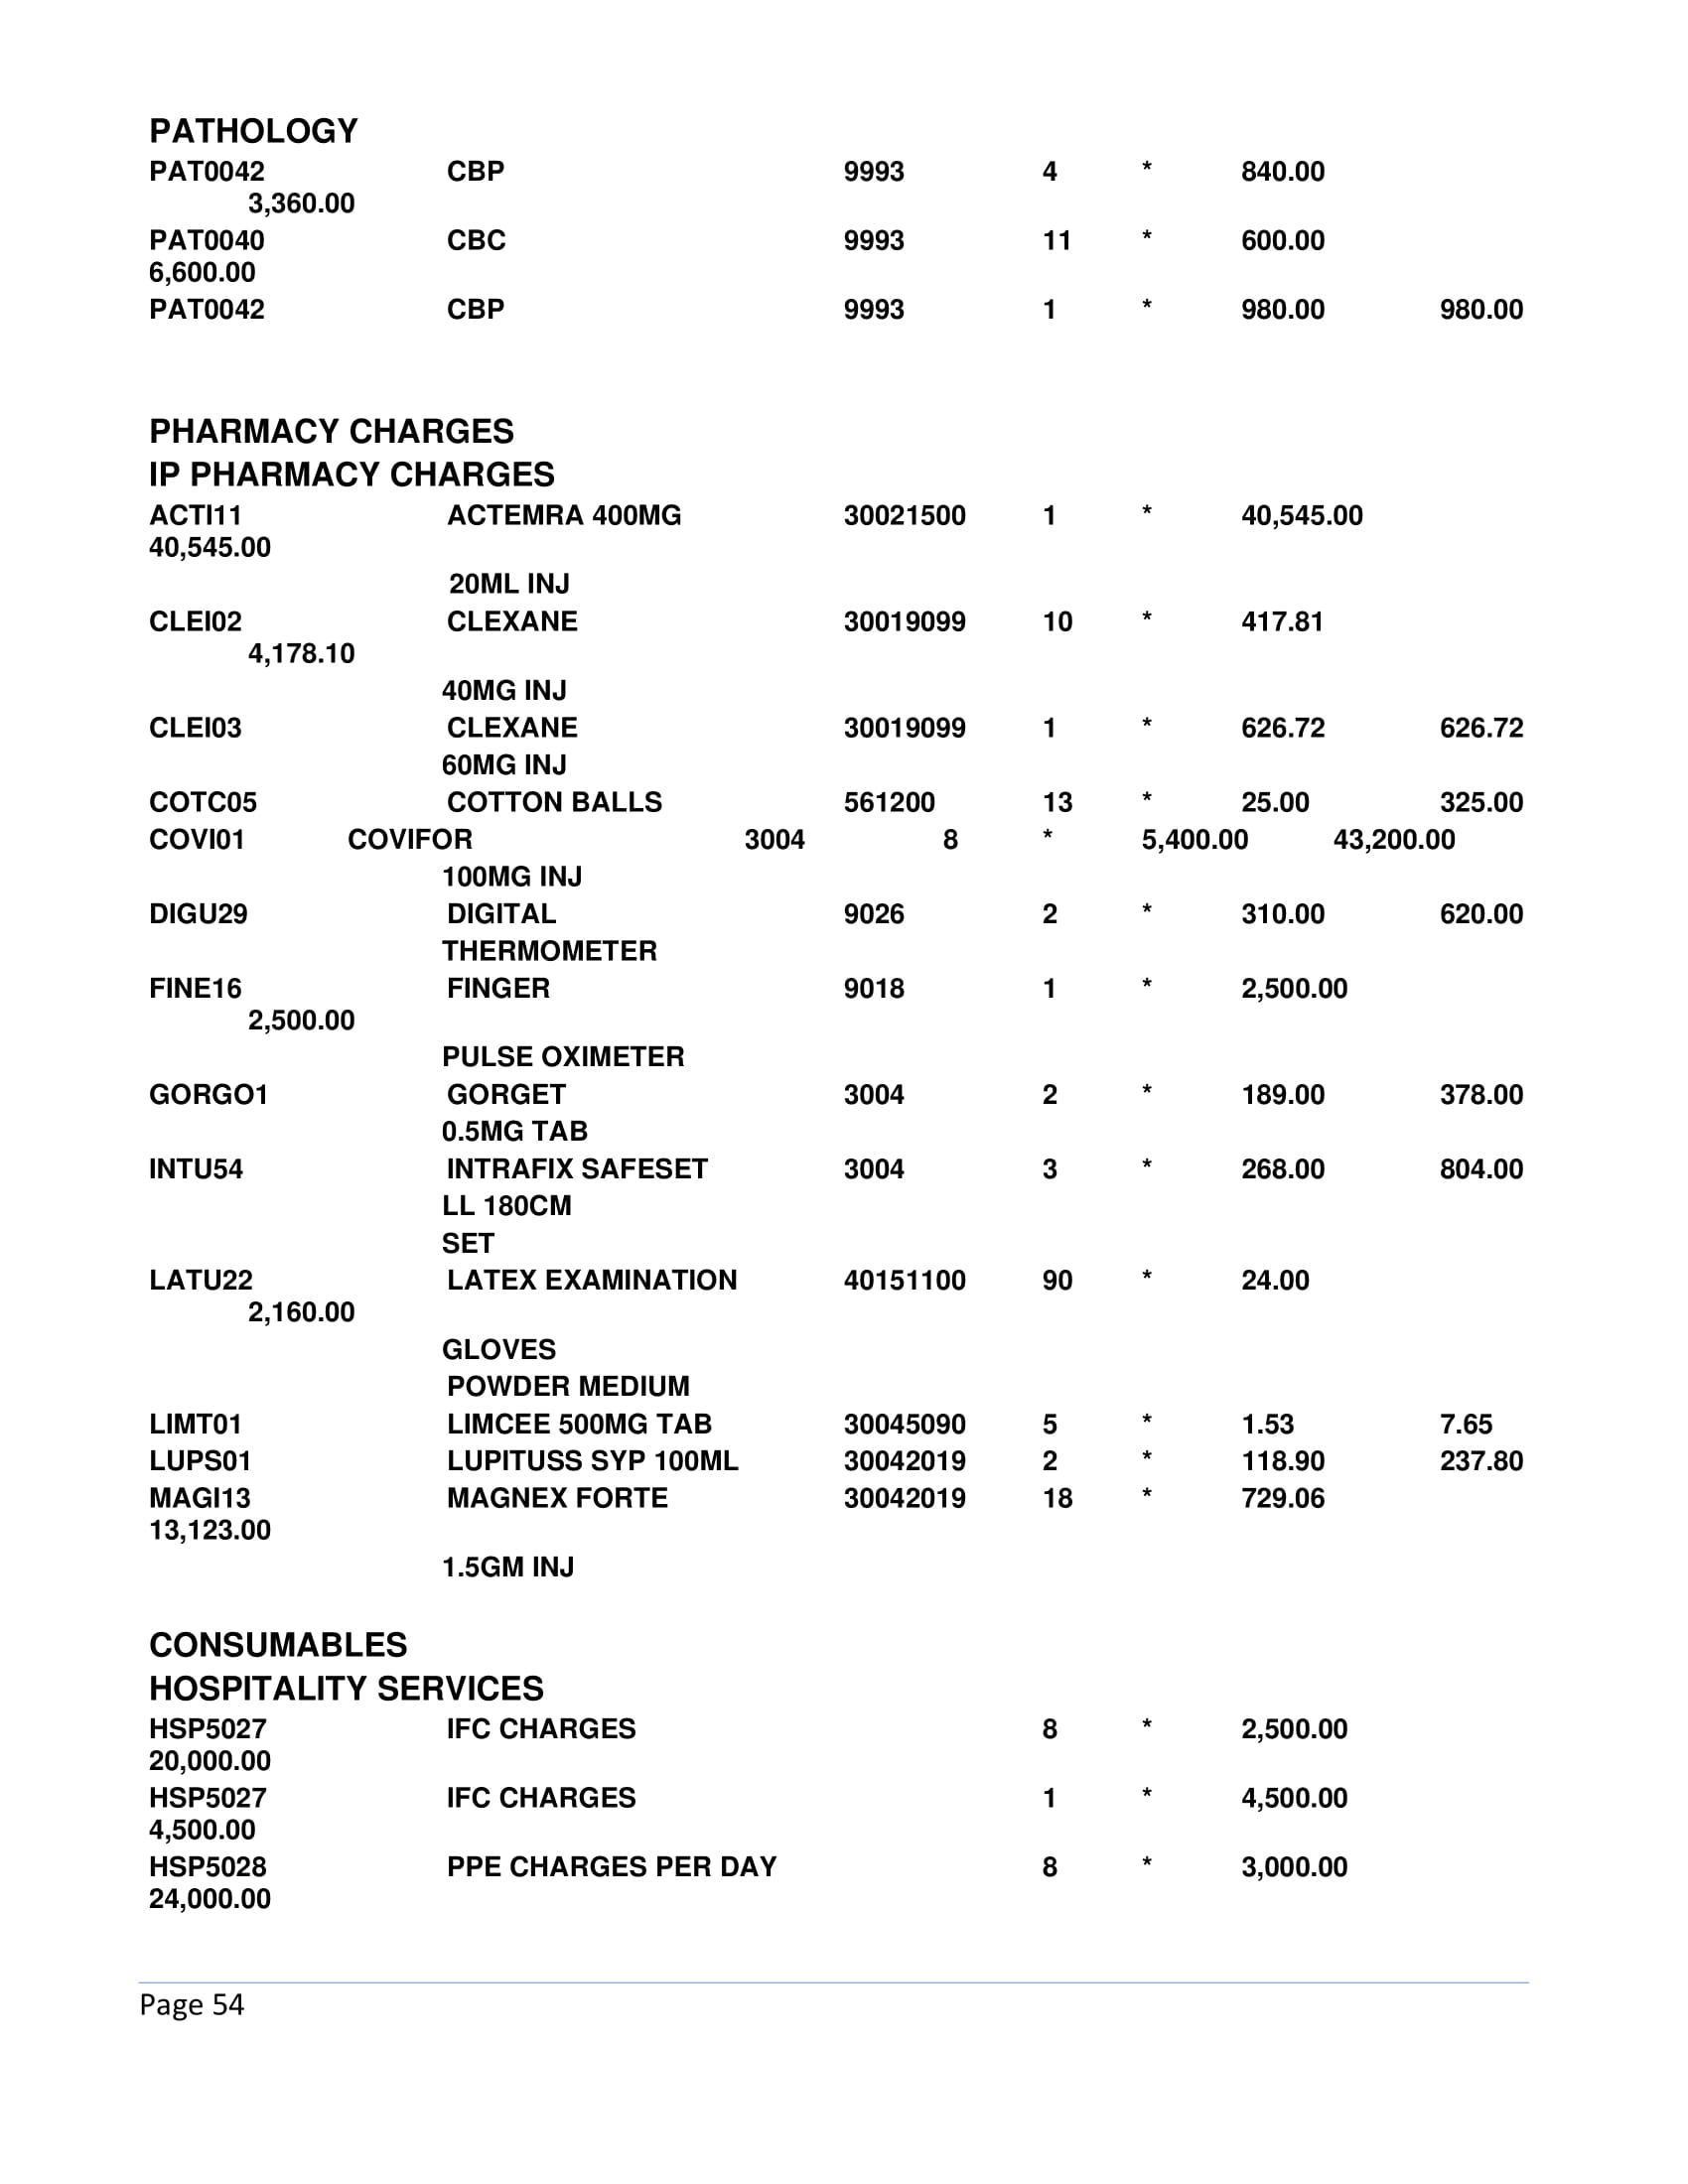 PATHOLOGY
PAT0042 CBP 9993 4 * 840.00
3,360.00
PAT0040 CBC 9993 11 * 600.00
6,600.00
PAT0042 CBP 9993 1 * 980.00 980.00
PHARMACY CHARGES
IP PHARMACY CHARGES
ACTI11 ACTEMRA 400MG 30021500 1 * 40,545.00
40,545.00
20ML INJ
CLEI02 CLEXANE 30019099 10 * 417.81
4,178.10
40MG INJ
CLEI03 CLEXANE 30019099 1 * 626.72 626.72
60MG INJ
COTC05 COTTON BALLS 561200 13 * 25.00 325.00
COVI01 COVIFOR 3004 8 * 5,400.00 43,200.00
100MG INJ
DIGU29 DIGITAL 9026 2 * 310.00 620.00
THERMOMETER
FINE16 FINGER 9018 1 * 2,500.00
2,500.00
PULSE OXIMETER
GORGO1 GORGET 3004 2 * 189.00 378.00
0.5MG TAB
INTU54 INTRAFIX SAFESET 3004 3 * 268.00 804.00
LL 180CM
SET
LATU22 LATEX EXAMINATION 40151100 90 * 24.00
2,160.00
GLOVES
POWDER MEDIUM
LIMT01 LIMCEE 500MG TAB 30045090 5 * 1.53 7.65
LUPS01 LUPITUSS SYP 100ML 30042019 2 * 118.90 237.80
MAGI13 MAGNEX FORTE 30042019 18 * 729.06
13,123.00
1.5GM INJ
CONSUMABLES
HOSPITALITY SERVICES
HSP5027 IFC CHARGES 8 * 2,500.00
20,000.00
HSP5027 IFC CHARGES 1 * 4,500.00
4,500.00
HSP5028 PPE CHARGES PER DAY 8 * 3,000.00
24,000.00
Page 54